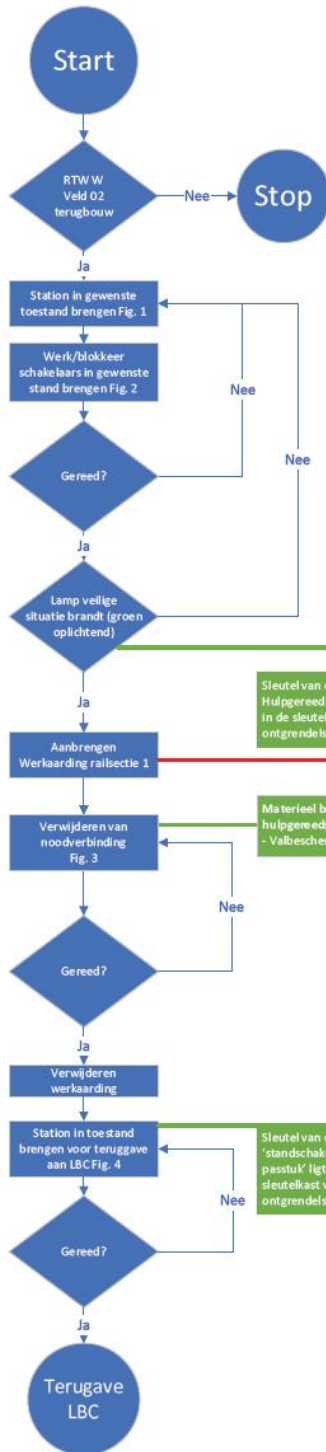 Start
RTW W
Veld 02
terugbouw
Nee
Stop
Ja
Station in gewenste
toestand brengen Fig. 1
Werk/blokkeer
schakelaars in gewenste
stand brengen Fig. 2
Nee
Nee
Gereed?
Ja
Lamp veilige
situatie brandt (groen
oplichtend)
Ja
Sleutel van
Hulpgereed
in de sleutel
ontgrendels
Aanbrengen
Werkaarding railsectie 1
Materieel b
hulpgereeds
- Valbescher
Verwijderen van
noodverbinding
Fig. 3
Nee
Gereed?
Ja
Verwijderen
werkaarding
Station in toestand
brengen voor teruggave
aan LBC Fig. 4
Sleutel van
'standschake
passtuk' ligt
sleutelkast v
ontgrendels
Nee
Gereed?
Ja
Terugave
LBC